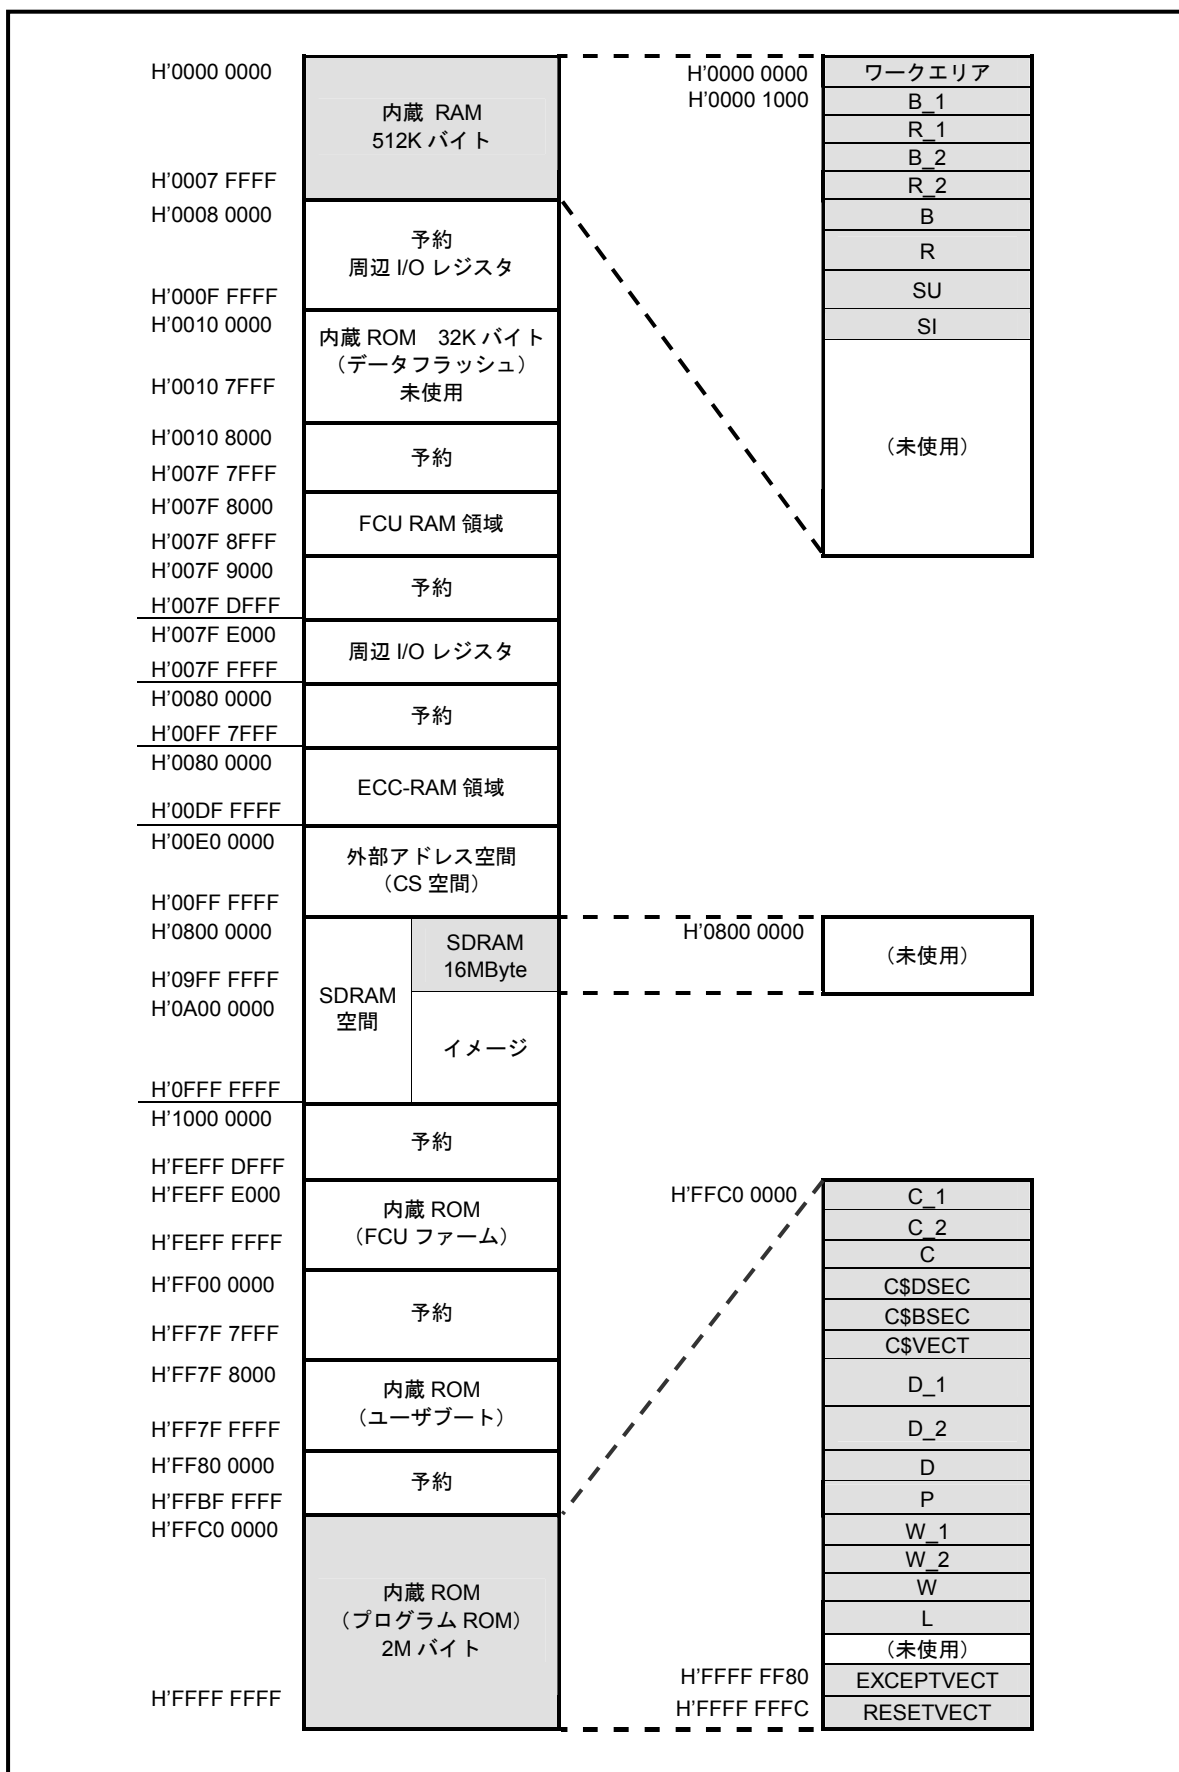 H'0000 0000
内蔵 RAM
512K バイト
H'0007 FFFF
H'0008 0000
予約
周辺 I/O レジスタ
H'000F FFFF
H'0010 0000
内蔵 ROM 32K バイト
（データフラッシュ）
未使用
H'0010 7FFF
H'0010 8000
予約
H'007F 7FFF
H'007F 8000
FCU RAM 領域
H'007F 8FFF
H'007F 9000
予約
H'007F DFFF
H'007F E000
周辺 I/O レジスタ
H'007F FFFF
H'0080 0000
予約
H'00FF 7FFF
H'0080 0000
ECC-RAM 領域
H'00DF FFFF
H'00E0 0000
外部アドレス空間
（CS 空間）
H'00FF FFFF
H'0800 0000
SDRAM
16MByte
H'09FF FFFF
H'0A00 0000
SDRAM
空間
イメージ
H'0FFF FFFF
H'1000 0000
予約
H'FEFF DFFF
H'FEFF E000
内蔵 ROM
（FCU ファーム）
H'FEFF FFFF
H'FF00 0000
予約
H'FF7F 7FFF
H'FF7F 8000
内蔵 ROM
（ユーザブート）
H'FF7F FFFF
H'FF80 0000
予約
H'FFBF FFFF
H'FFC0 0000
内蔵 ROM
（プログラム ROM）
2M バイト
H'FFFF FFFF
H'0000 0000
ワークエリア
H'0000 1000
B_1
R_1
B_2
R_2
B
R
SU
SI
（未使用）
H'0800 0000
（未使用）
H'FFC0 0000
C_1
C_2
C
C$DSEC
C$BSEC
C$VECT
D_1
D_2
D
P
W_1
W_2
W
L
（未使用）
H'FFFF FF80
EXCEPTVECT
H'FFFF FFFC
RESETVECT